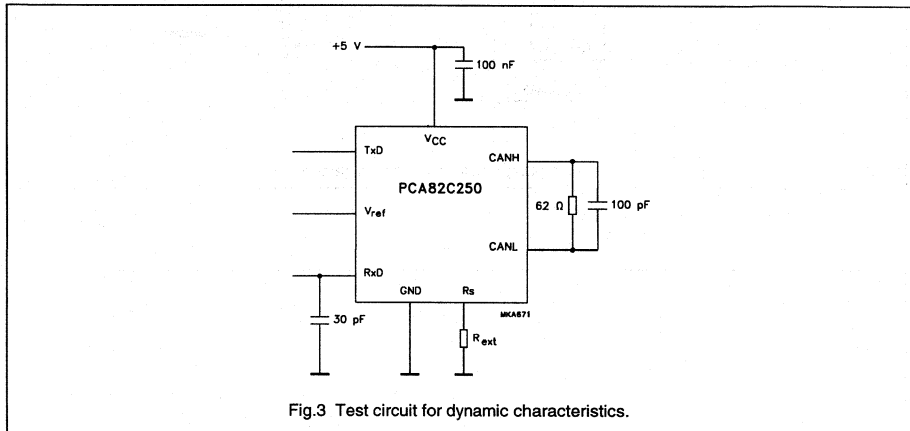 +5 V
100 nF
VCC
TxD
CANH
PCA82C250
62 Ω
100 pF
Vref
CANL
RxD
GND
Rs
MKA671
30 pF
Rext
Fig.3 Test circuit for dynamic characteristics.